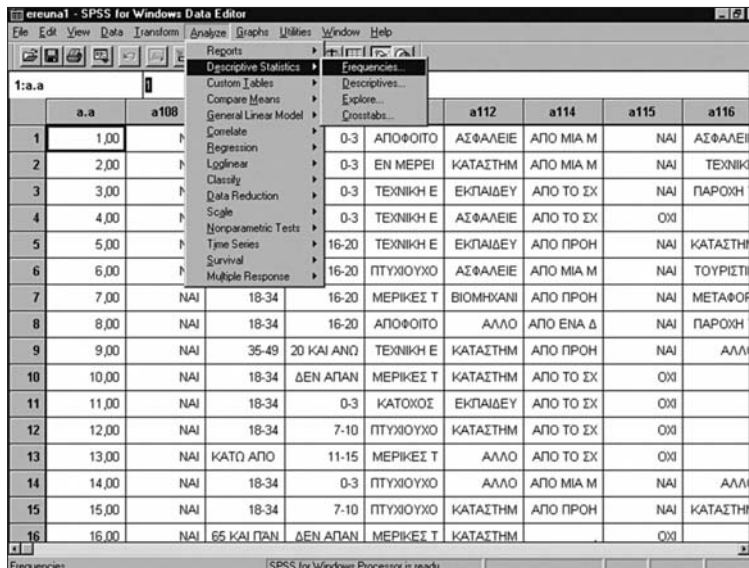 ereuna1 - SPSS for Windows Data Editor
File Edit View Data Transform Analyze Graphs Utilities Window Help
Reports
Descriptive Statistics
Custom Tables
Compare Means
General Linear Model
Correlate
Regression
Loglinear
Classify
Data Reduction
Scale
Nonparametric Tests
Time Series
Survival
Multiple Response
Frequencies...
Descriptives...
Explore...
Crosstabs...
1:a.a 1
a.a a108 a112 a114 a115 a116
1 1,00 0-3 ΑΠΟΦΟΙΤΟ ΑΣΦΑΛΕΙΕ ΑΠΟ ΜΙΑ Μ ΝΑΙ ΑΣΦΑΛΕΙ
2 2,00 0-3 ΕΝ ΜΕΡΕΙ ΚΑΤΑΣΤΗΜ ΑΠΟ ΜΙΑ Μ ΝΑΙ ΤΕΧΝΙΚ
3 3,00 0-3 ΤΕΧΝΙΚΗ Ε ΕΚΠΑΙΔΕΥ ΑΠΟ ΤΟ ΣΧ ΝΑΙ ΠΑΡΟΧΗ
4 4,00 0-3 ΤΕΧΝΙΚΗ Ε ΑΣΦΑΛΕΙΕ ΑΠΟ ΤΟ ΣΧ ΟΧΙ
5 5,00 16-20 ΤΕΧΝΙΚΗ Ε ΕΚΠΑΙΔΕΥ ΑΠΟ ΠΡΟΗ ΝΑΙ ΚΑΤΑΣΤΗΜ
6 6,00 16-20 ΠΤΥΧΙΟΥΧΟ ΑΣΦΑΛΕΙΕ ΑΠΟ ΜΙΑ Μ ΝΑΙ ΤΟΥΡΙΣΤΙ
7 7,00 ΝΑΙ 18-34 16-20 ΜΕΡΙΚΕΣ Τ ΒΙΟΜΗΧΑΝΙ ΑΠΟ ΠΡΟΗ ΝΑΙ ΜΕΤΑΦΟΡ
8 8,00 ΝΑΙ 18-34 16-20 ΑΠΟΦΟΙΤΟ ΑΛΛΟ ΑΠΟ ΕΝΑ Δ ΝΑΙ ΠΑΡΟΧΗ
9 9,00 ΝΑΙ 35-49 20 ΚΑΙ ΑΝΩ ΤΕΧΝΙΚΗ Ε ΚΑΤΑΣΤΗΜ ΑΠΟ ΠΡΟΗ ΝΑΙ ΑΛΛ
10 10,00 ΝΑΙ 18-34 ΔΕΝ ΑΠΑΝ ΜΕΡΙΚΕΣ Τ ΚΑΤΑΣΤΗΜ ΑΠΟ ΤΟ ΣΧ ΟΧΙ
11 11,00 ΝΑΙ 18-34 0-3 ΚΑΤΟΧΟΣ ΕΚΠΑΙΔΕΥ ΑΠΟ ΤΟ ΣΧ ΟΧΙ
12 12,00 ΝΑΙ 18-34 7-10 ΠΤΥΧΙΟΥΧΟ ΚΑΤΑΣΤΗΜ ΑΠΟ ΤΟ ΣΧ ΟΧΙ
13 13,00 ΝΑΙ ΚΑΤΩ ΑΠΟ 11-15 ΜΕΡΙΚΕΣ Τ ΑΛΛΟ ΑΠΟ ΤΟ ΣΧ ΟΧΙ
14 14,00 ΝΑΙ 18-34 0-3 ΠΤΥΧΙΟΥΧΟ ΑΛΛΟ ΑΠΟ ΜΙΑ Μ ΝΑΙ ΑΛΛ
15 15,00 ΝΑΙ 18-34 7-10 ΠΤΥΧΙΟΥΧΟ ΚΑΤΑΣΤΗΜ ΑΠΟ ΠΡΟΗ ΝΑΙ ΚΑΤΑΣΤΗΜ
16 16,00 ΝΑΙ 65 ΚΑΙ ΠΑΝ ΔΕΝ ΑΠΑΝ ΜΕΡΙΚΕΣ Τ ΚΑΤΑΣΤΗΜ ΟΧΙ
Frequencies SPSS for Windows Processor is ready